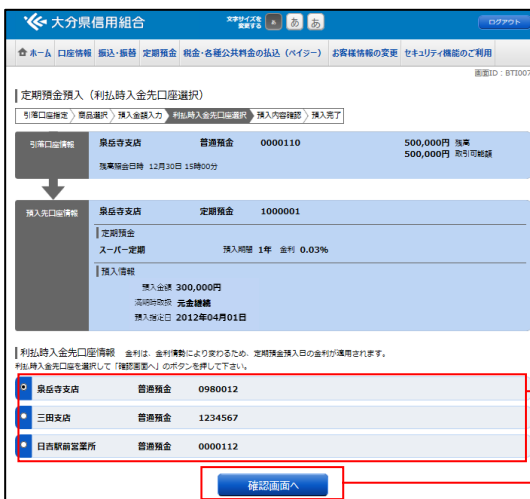 大分県信用組合
文字サイズを変更する あ あ あ
ログアウト
ホーム 口座情報 振込・振替 定期預金 税金・各種公共料金の払込（ペイジー） お客様情報の変更 セキュリティ機能のご利用
画面ID：BTI007
定期預金預入（利払時入金先口座選択）
引落口座指定 商品選択 預入金額入力 利払時入金先口座選択 預入内容確認 預入完了
引落口座情報 泉岳寺支店 普通預金 0000110 500,000円 残高
500,000円 取引可能額
残高照会日時 12月30日 15時00分
預入先口座情報 泉岳寺支店 定期預金 1000001
定期預金
スーパー定期 預入期間 1年 金利 0.03%
預入情報
預入金額 300,000円
満期時取扱 元金継続
預入指定日 2012年04月01日
利払時入金先口座情報 金利は、金利情勢により変わるため、定期預金預入日の金利が適用されます。
利払時入金先口座を選択して「確認画面へ」のボタンを押して下さい。
泉岳寺支店 普通預金 0980012
三田支店 普通預金 1234567
日吉駅前営業所 普通預金 0000112
確認画面へ